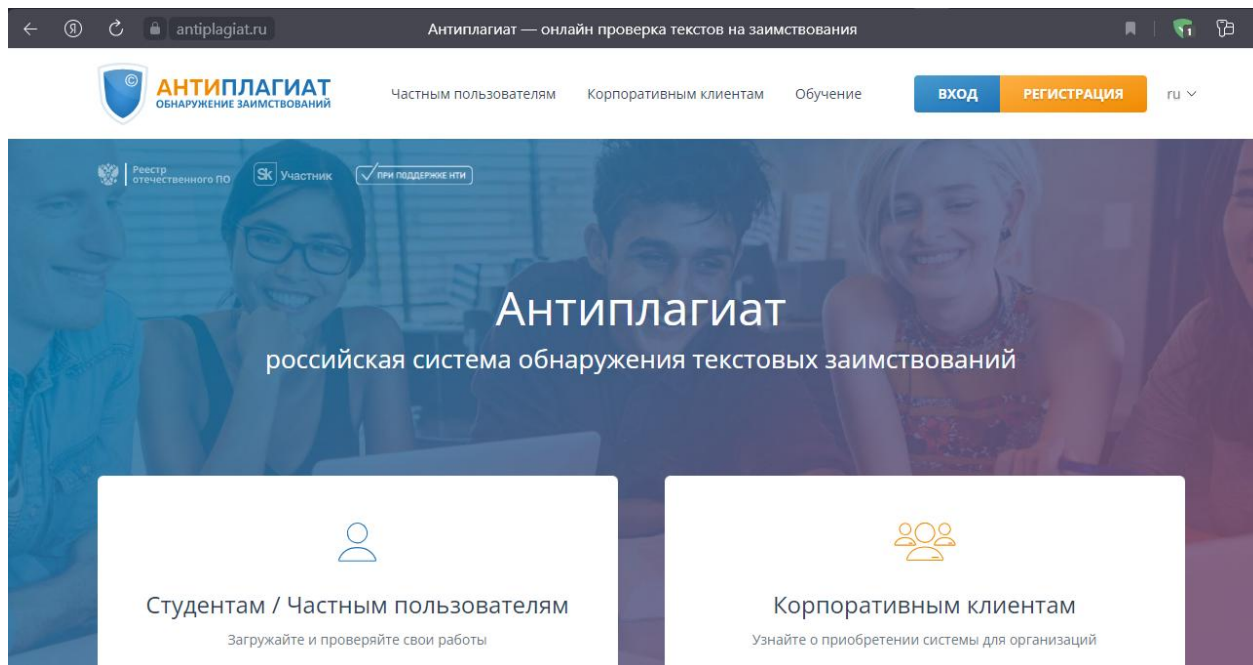 antiplagiat.ru
Антиплагиат — онлайн проверка текстов на заимствования
1
©
АНТИПЛАГИАТ
ОБНАРУЖЕНИЕ ЗАИМСТВОВАНИЙ
Частным пользователям
Корпоративным клиентам
Обучение
ВХОД
РЕГИСТРАЦИЯ
ru
Реестр
отечественного ПО
Sk Участник
ПРИ ПОДДЕРЖКЕ НТИ
Антиплагиат
российская система обнаружения текстовых заимствований
Студентам / Частным пользователям
Загружайте и проверяйте свои работы
Корпоративным клиентам
Узнайте о приобретении системы для организаций